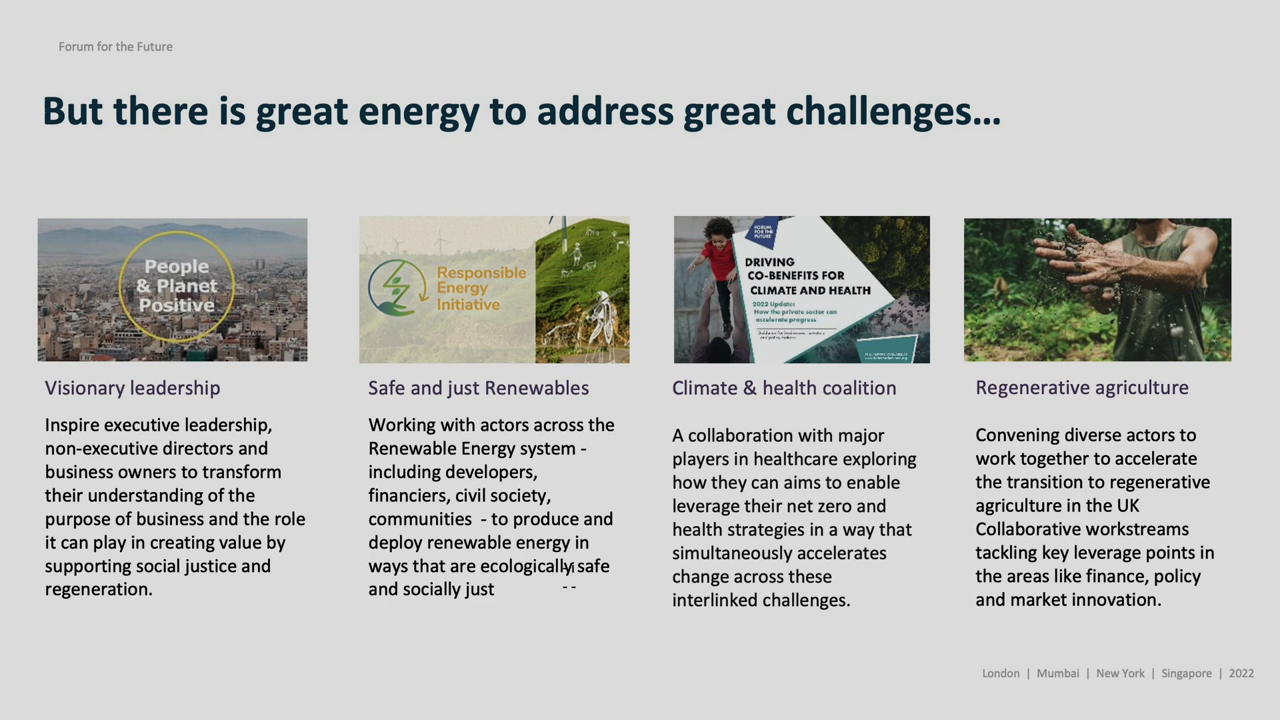 Forum for the Future
But there is great energy to address great challenges...
People
& Planet
Positive
Visionary leadership
Inspire executive leadership,
non-executive directors and
business owners to transform
their understanding of the
purpose of business and the role
it can play in creating value by
supporting social justice and
regeneration.
Responsible
Energy
Initiative
Safe and just Renewables
Working with actors across the
Renewable Energy system -
including developers,
financiers, civil society,
communities - to produce and
deploy renewable energy in
ways that are ecologically safe
and socially just
FORUM
FOR THE
FUTURE
DRIVING
CO-BENEFITS FOR
CLIMATE AND HEALTH
2022 Update:
How the private sector can
accelerate progress
Climate & health coalition
A collaboration with major
players in healthcare exploring
how they can aims to enable
leverage their net zero and
health strategies in a way that
simultaneously accelerates
change across these
interlinked challenges.
Regenerative agriculture
Convening diverse actors to
work together to accelerate
the transition to regenerative
agriculture in the UK
Collaborative workstreams
tackling key leverage points in
the areas like finance, policy
and market innovation.
London | Mumbai | New York | Singapore | 2022